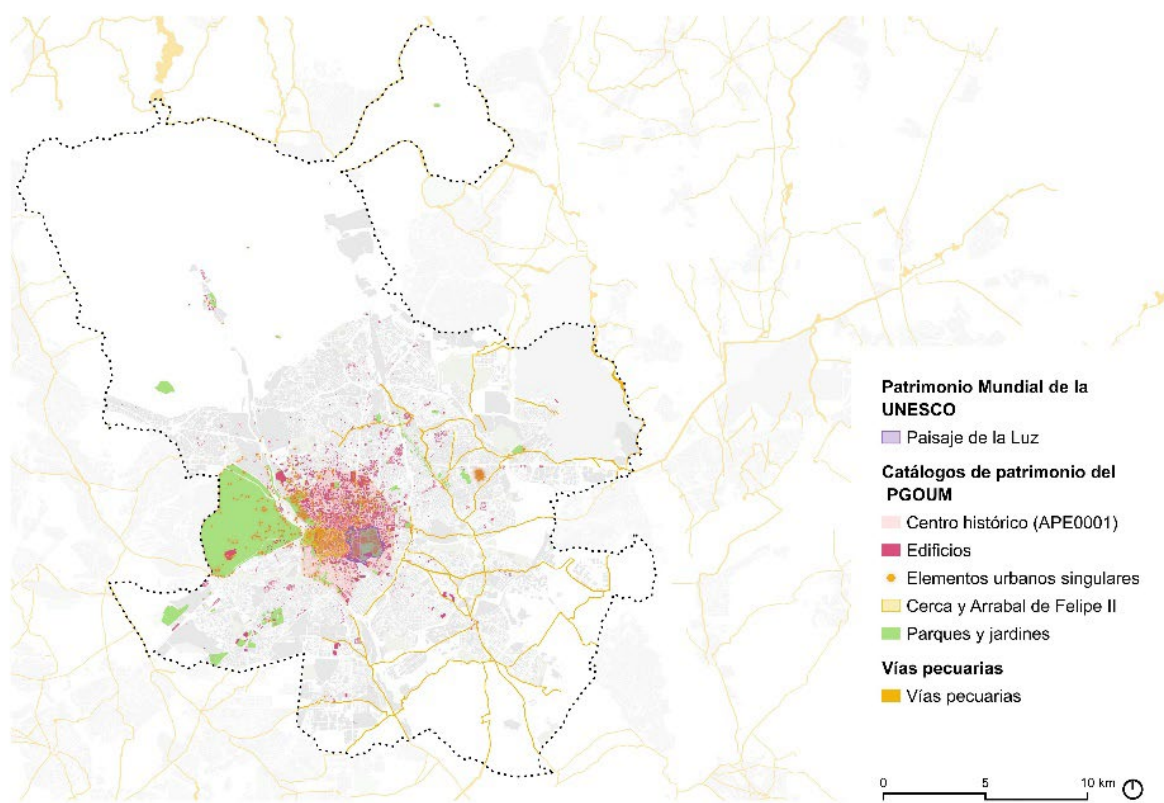 Patrimonio Mundial de la
UNESCO
Paisaje de la Luz
Catálogos de patrimonio del
PGOUM
Centro histórico (APE0001)
Edificios
Elementos urbanos singulares
Cerca y Arrabal de Felipe II
Parques y jardines
Vías pecuarias
Vías pecuarias
0 5 10 km